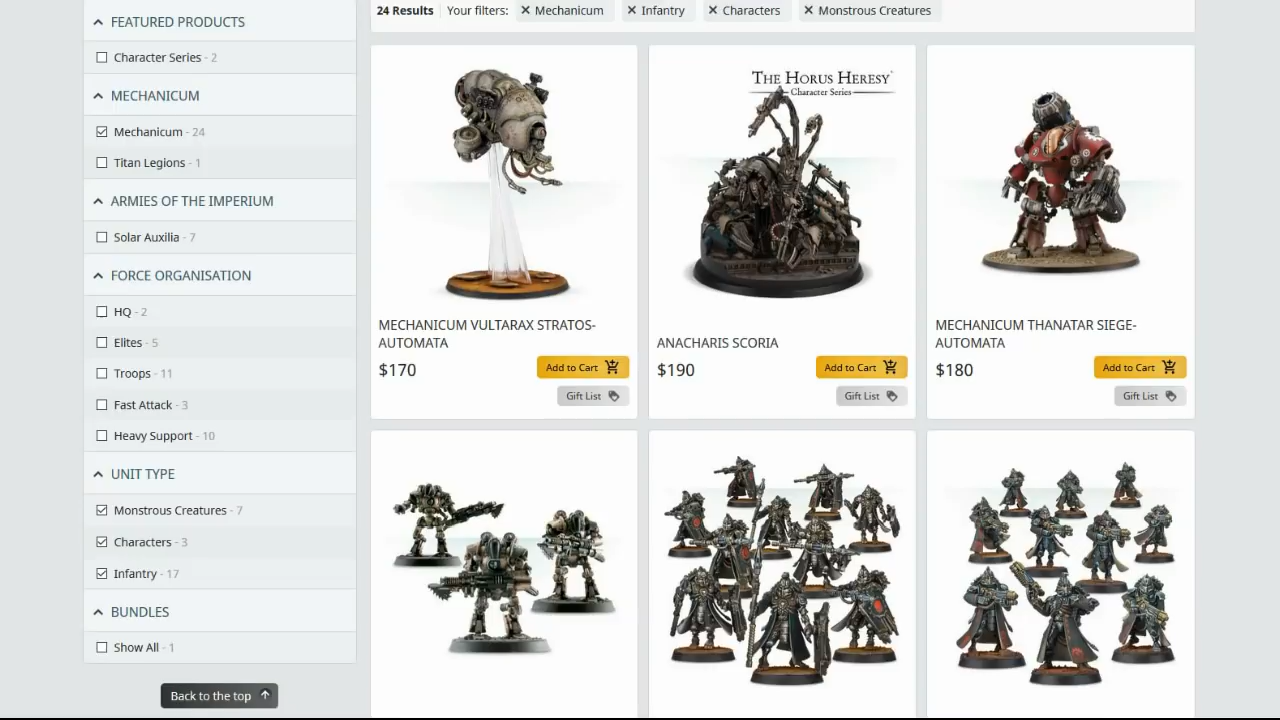 FEATURED PRODUCTS
Character Series - 2
MECHANICUM
Mechanicum - 24
Titan Legions - 1
ARMIES OF THE IMPERIUM
Solar Auxilia - 7
FORCE ORGANISATION
HQ - 2
Elites - 5
Troops - 11
Fast Attack - 3
Heavy Support - 10
UNIT TYPE
Monstrous Creatures - 7
Characters - 3
Infantry - 17
BUNDLES
Show All - 1
Back to the top
24 Results Your filters: × Mechanicum × Infantry × Characters × Monstrous Creatures
MECHANICUM VULTARAX STRATOS-
AUTOMATA
$170 Add to Cart
Gift List
THE HORUS HERESY
Character Series
ANACHARIS SCORIA
$190 Add to Cart
Gift List
MECHANICUM THANATAR SIEGE-
AUTOMATA
$180 Add to Cart
Gift List